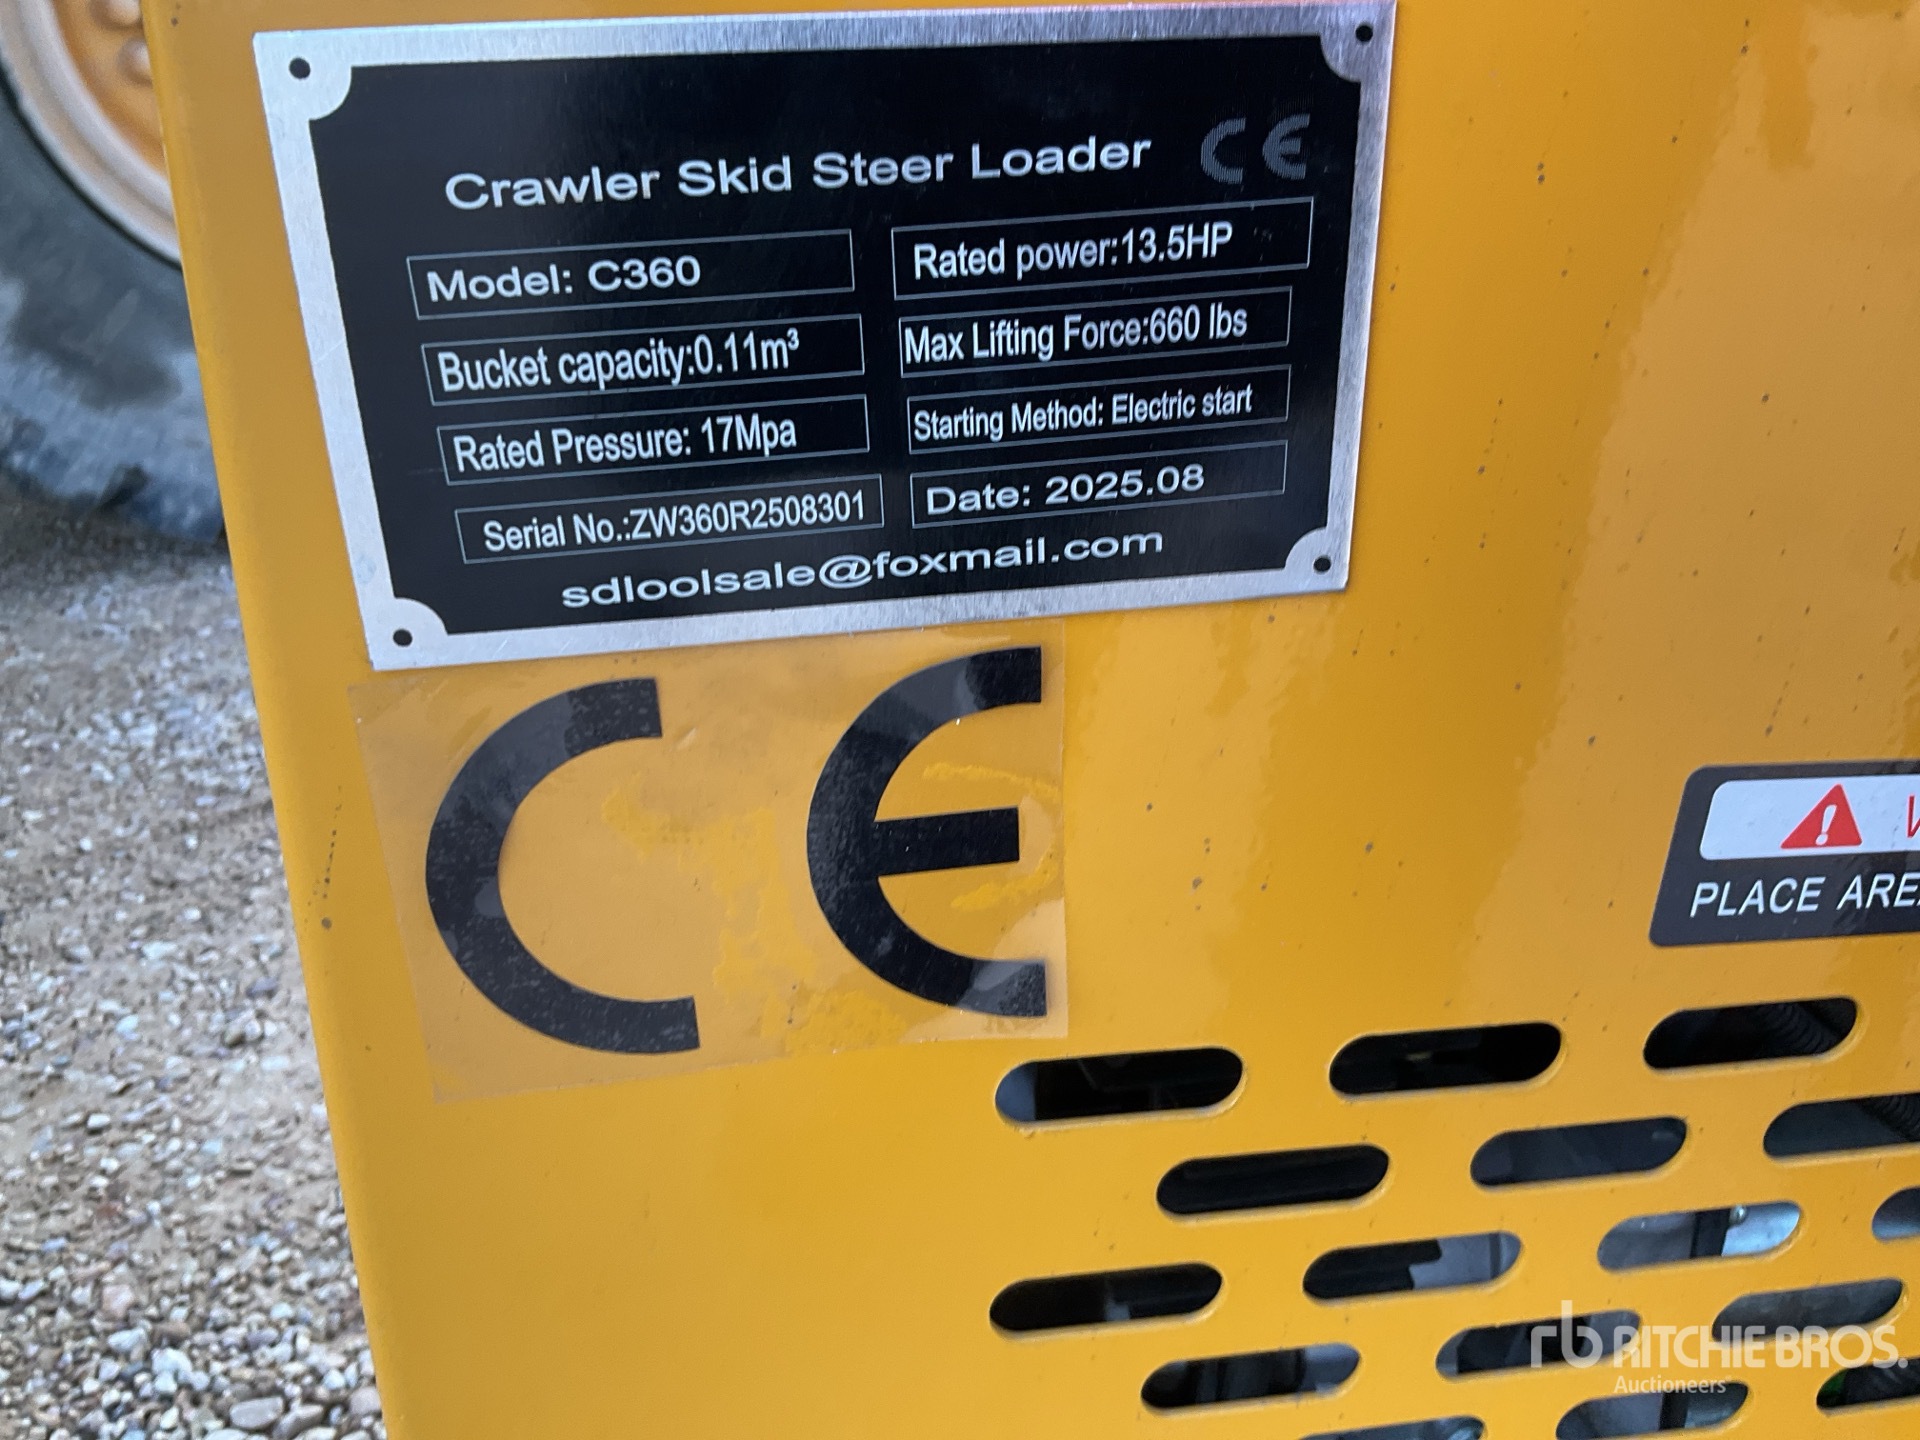 Crawler Skid Steer Loader CE
Model: C360
Rated power:13.5HP
Bucket capacity:0.11m³
Max Lifting Force:660 lbs
Rated Pressure: 17Mpa
Starting Method: Electric start
Serial No.:ZW360R2508301
Date: 2025.08
sdloolsale@foxmail.com
CE
PLACE
rb RITCHIE BROS.
Auctioneers